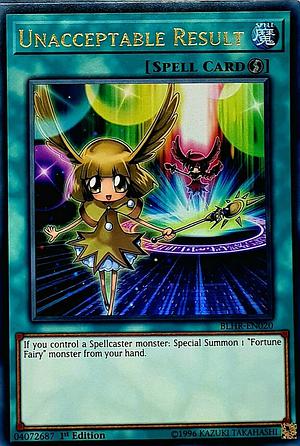 UNACCEPTABLE RESULT
SPELL
魔
[SPELL CARD]
BLHR-EN020
If you control a Spellcaster monster: Special Summon 1 "Fortune
Fairy" monster from your hand.
04072687 1st Edition ©1996 KAZUKI TAKAHASHI